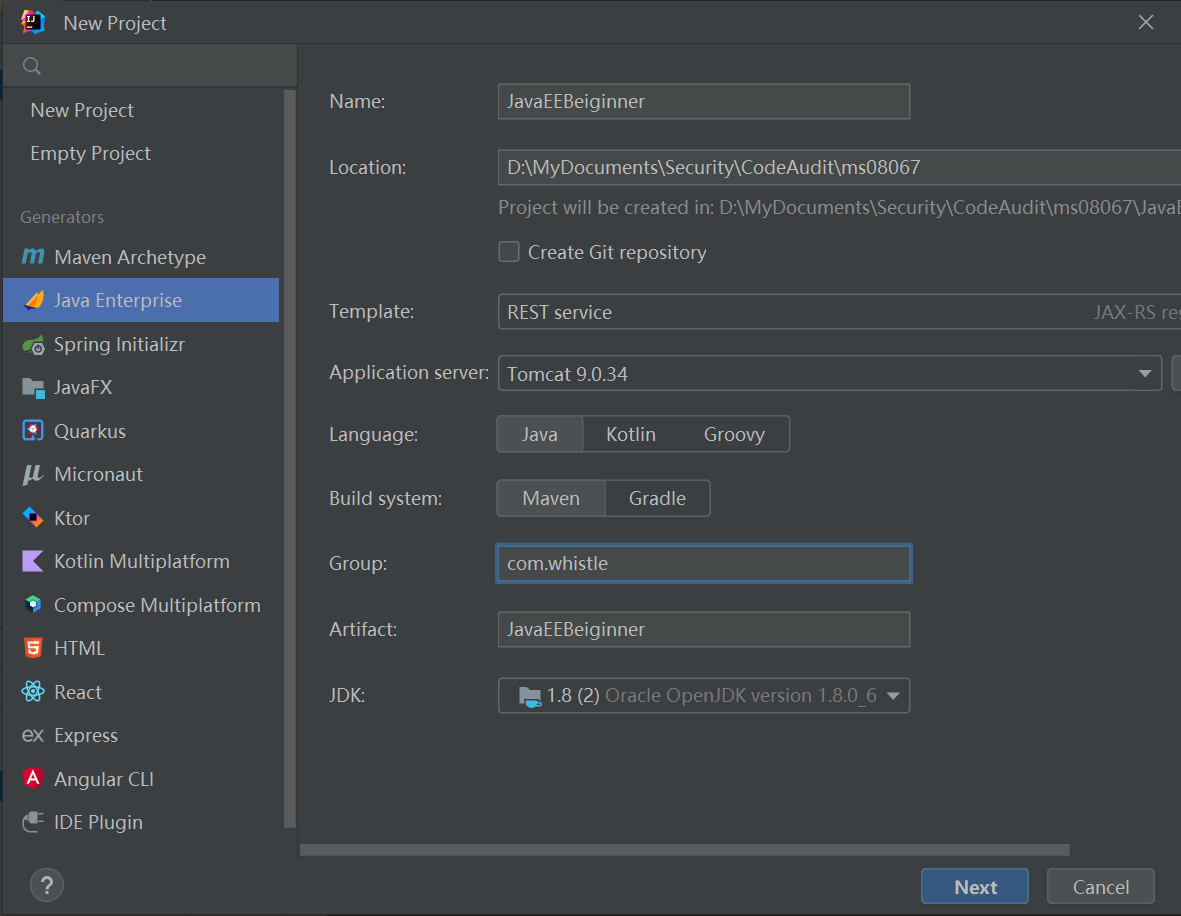 New Project
New Project
Empty Project
Generators
Maven Archetype
Java Enterprise
Spring Initializr
JavaFX
Quarkus
Micronaut
Ktor
Kotlin Multiplatform
Compose Multiplatform
HTML
React
Express
Angular CLI
IDE Plugin
Name: JavaEEBeiginner
Location: D:\MyDocuments\Security\CodeAudit\ms08067
Project will be created in: D:\MyDocuments\Security\CodeAudit\ms08067\JavaE
Create Git repository
Template: REST service JAX-RS res
Application server: Tomcat 9.0.34
Language: Java Kotlin Groovy
Build system: Maven Gradle
Group: com.whistle
Artifact: JavaEEBeiginner
JDK: 1.8 (2) Oracle OpenJDK version 1.8.0_6
? Next Cancel